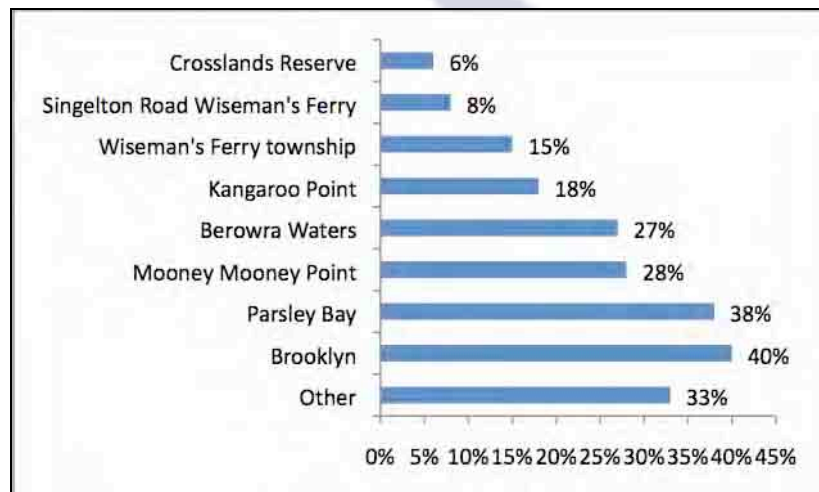 Crosslands Reserve 6%
Singelton Road Wiseman's Ferry 8%
Wiseman's Ferry township 15%
Kangaroo Point 18%
Berowra Waters 27%
Mooney Mooney Point 28%
Parsley Bay 38%
Brooklyn 40%
Other 33%
0% 5% 10% 15% 20% 25% 30% 35% 40% 45%